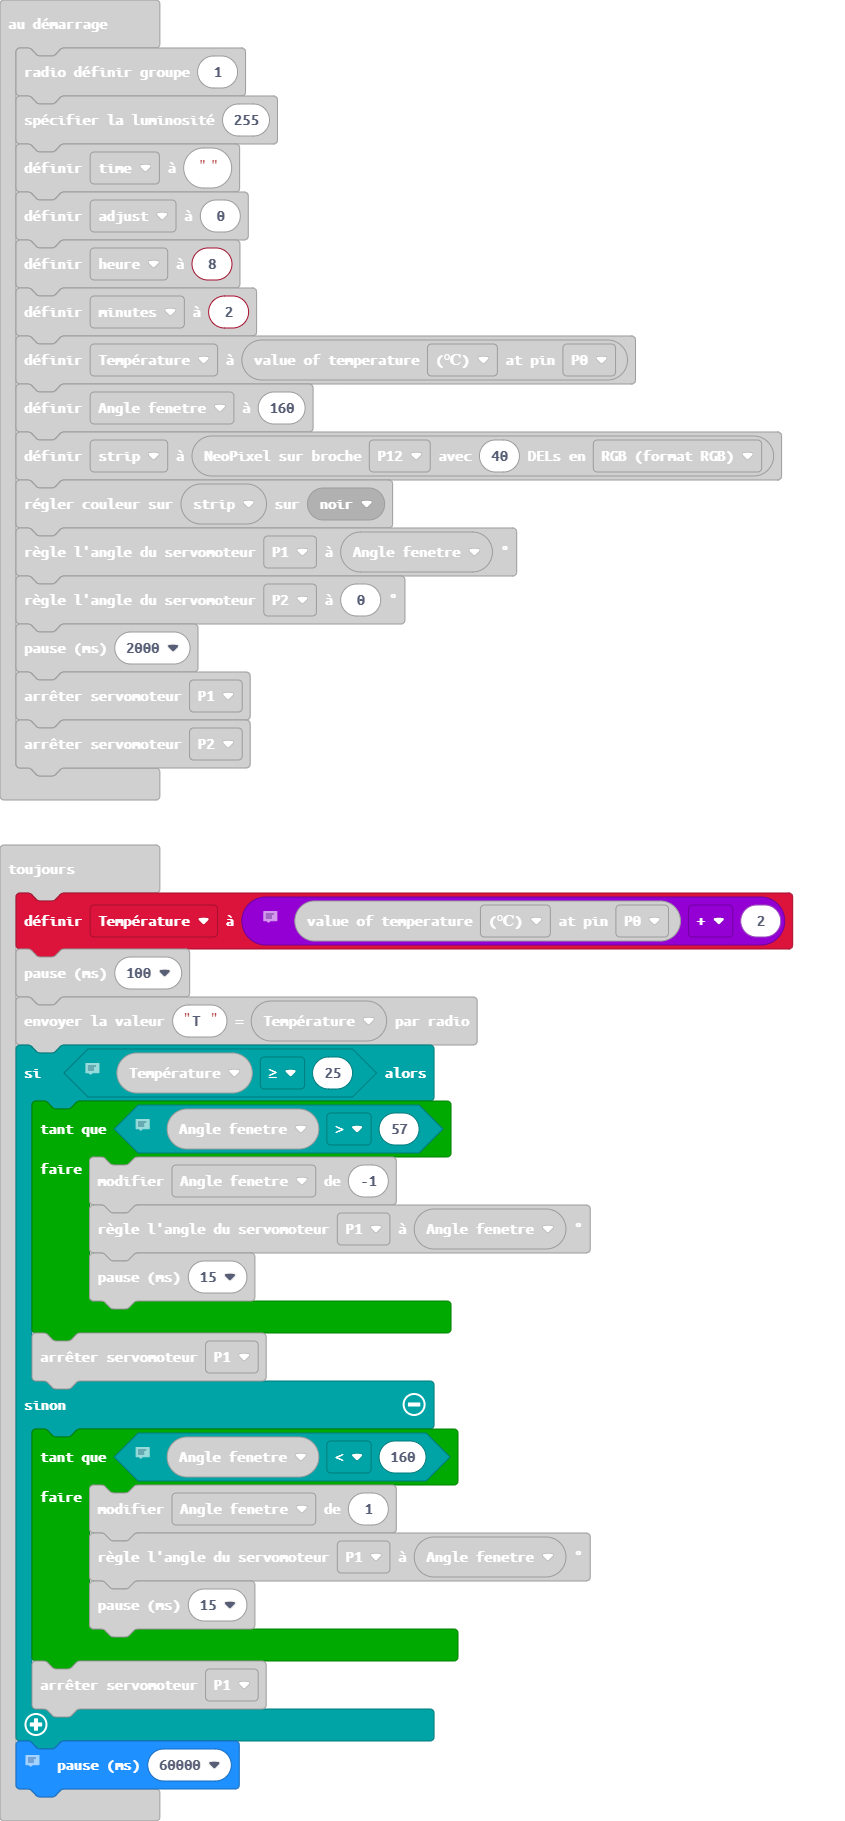 au démarrage
radio définir groupe 1
spécifier la luminosité 255
définir time à " "
définir adjust à 0
définir heure à 8
définir minutes à 2
définir Température à value of temperature (℃) at pin P0
définir Angle fenetre à 160
définir strip à NeoPixel sur broche P12 avec 40 DELs en RGB (format RGB)
régler couleur sur strip sur noir
règle l'angle du servomoteur P1 à Angle fenetre °
règle l'angle du servomoteur P2 à 0 °
pause (ms) 2000
arrêter servomoteur P1
arrêter servomoteur P2
toujours
définir Température à value of temperature (℃) at pin P0 + 2
pause (ms) 100
envoyer la valeur "T " = Température par radio
si Température ≥ 25 alors
tant que Angle fenetre > 57
faire
modifier Angle fenetre de -1
règle l'angle du servomoteur P1 à Angle fenetre °
pause (ms) 15
arrêter servomoteur P1
sinon
tant que Angle fenetre < 160
faire
modifier Angle fenetre de 1
règle l'angle du servomoteur P1 à Angle fenetre °
pause (ms) 15
arrêter servomoteur P1
pause (ms) 60000